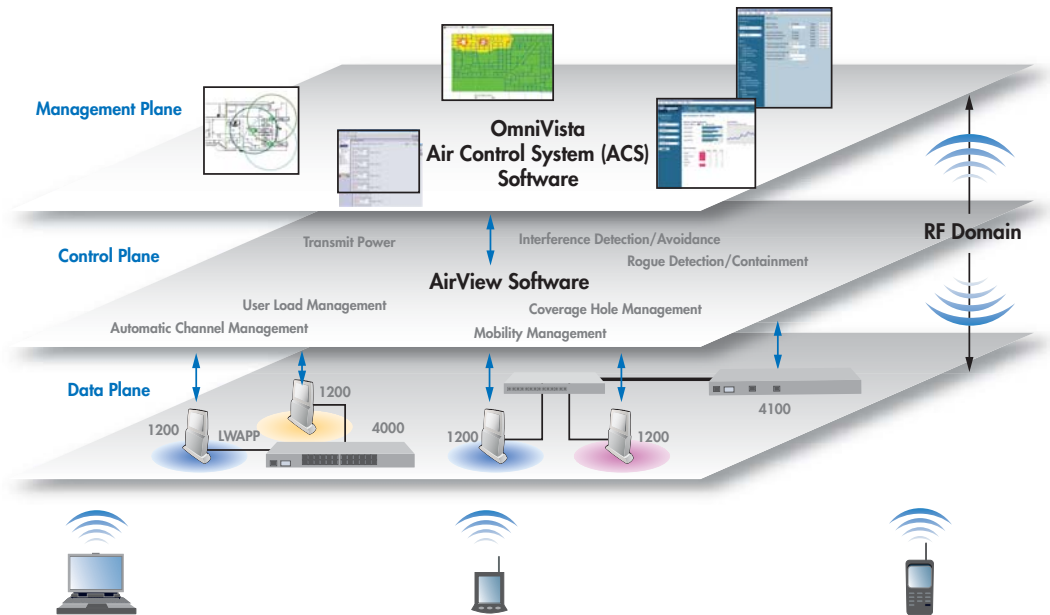 Management Plane
OmniVista
Air Control System (ACS)
Software
Control Plane
Transmit Power
Interference Detection/Avoidance
RF Domain
Rogue Detection/Containment
AirView Software
User Load Management
Coverage Hole Management
Automatic Channel Management
Mobility Management
Data Plane
1200
4100
1200
LWAPP
4000
1200
1200